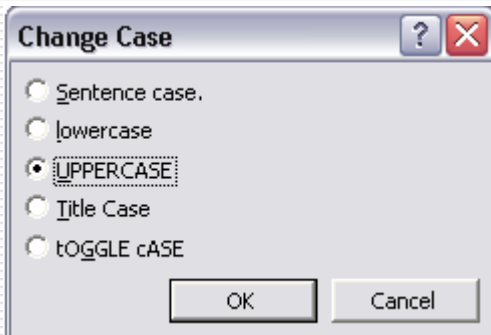 Change Case ?
Sentence case.
lowercase
UPPERCASE
Title Case
tOGGLE cASE
OK Cancel